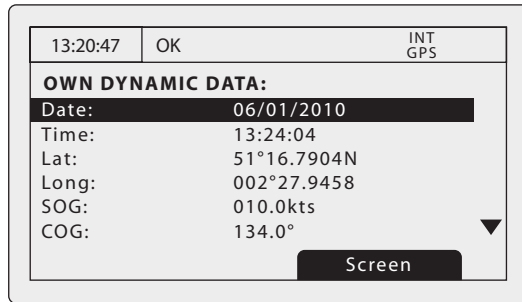 13:20:47 OK INT GPS
OWN DYNAMIC DATA:
Date: 06/01/2010
Time: 13:24:04
Lat: 51°16.7904N
Long: 002°27.9458
SOG: 010.0kts
COG: 134.0°
Screen